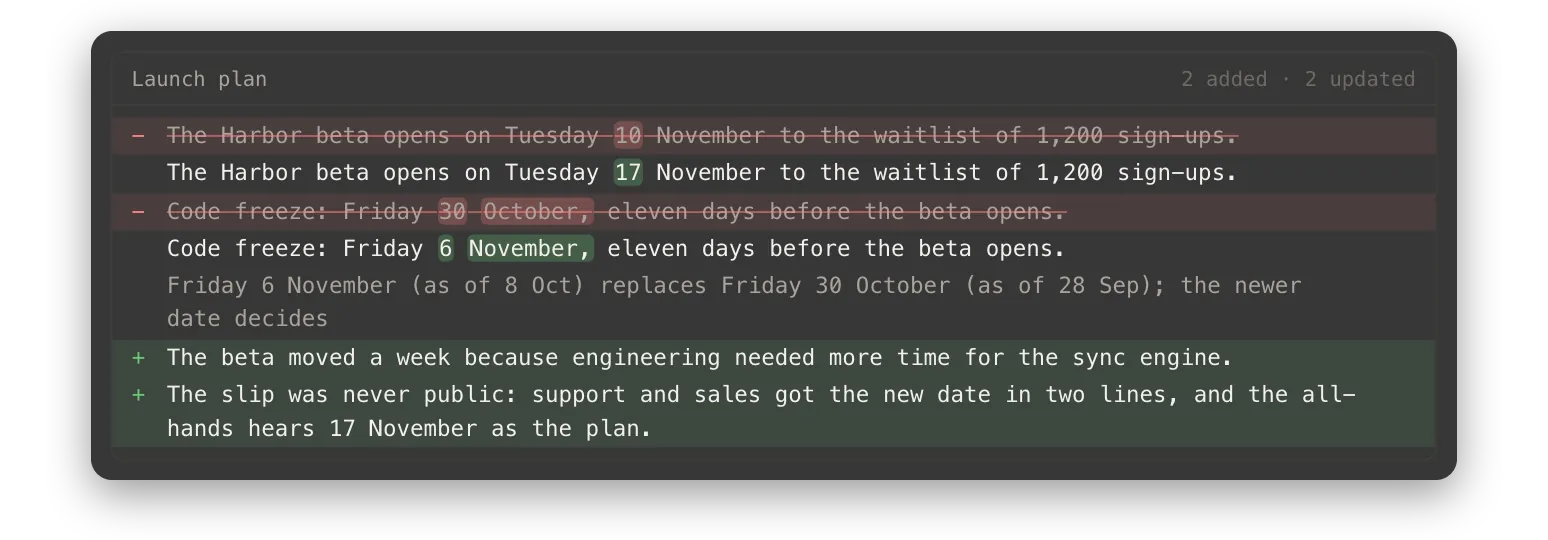 Launch plan
2 added · 2 updated
− The Harbor beta opens on Tuesday 10 November to the waitlist of 1,200 sign-ups.
The Harbor beta opens on Tuesday 17 November to the waitlist of 1,200 sign-ups.
− Code freeze: Friday 30 October, eleven days before the beta opens.
Code freeze: Friday 6 November, eleven days before the beta opens.
Friday 6 November (as of 8 Oct) replaces Friday 30 October (as of 28 Sep); the newer
date decides
+ The beta moved a week because engineering needed more time for the sync engine.
+ The slip was never public: support and sales got the new date in two lines, and the all-
hands hears 17 November as the plan.